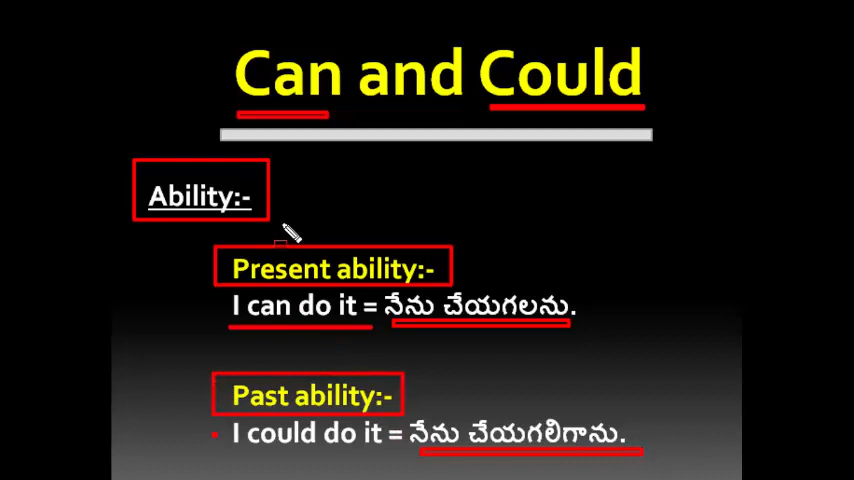 Can and Could
Ability:-
Present ability:-
I can do it = నేను చేయగలను.
Past ability:-
I could do it = నేను చేయగలిగాను.